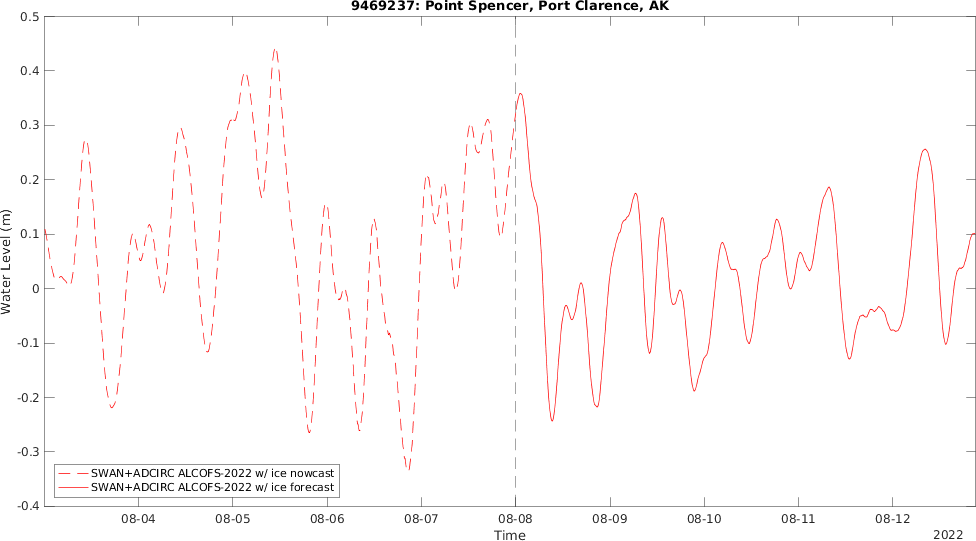 9469237: Point Spencer, Port Clarence, AK
0.5
0.4
0.3
0.2
0.1
0
-0.1
-0.2
-0.3
-0.4
Water Level (m)
SWAN+ADCIRC ALCOFS-2022 w/ ice nowcast
SWAN+ADCIRC ALCOFS-2022 w/ ice forecast
08-04 08-05 08-06 08-07 08-08 08-09 08-10 08-11 08-12
Time
2022